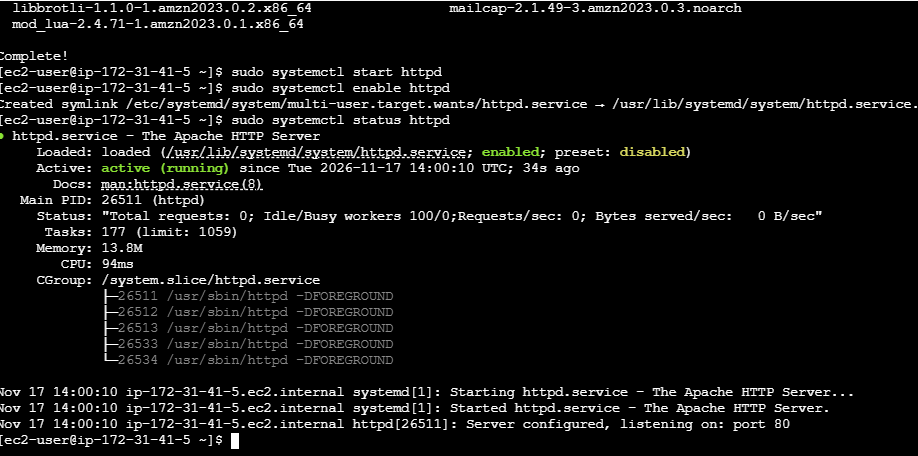 libbrotli-1.1.0-1.amzn2023.0.2.x86_64 mailcap-2.1.49-3.amzn2023.0.3.noarch
mod_lua-2.4.71-1.amzn2023.0.1.x86_64
Complete!
[ec2-user@ip-172-31-41-5 ~]$ sudo systemctl start httpd
[ec2-user@ip-172-31-41-5 ~]$ sudo systemctl enable httpd
Created symlink /etc/systemd/system/multi-user.target.wants/httpd.service → /usr/lib/systemd/system/httpd.service.
[ec2-user@ip-172-31-41-5 ~]$ sudo systemctl status httpd
● httpd.service - The Apache HTTP Server
Loaded: loaded (/usr/lib/systemd/system/httpd.service; enabled; preset: disabled)
Active: active (running) since Tue 2026-11-17 14:00:10 UTC; 34s ago
Docs: man:httpd.service(8)
Main PID: 26511 (httpd)
Status: "Total requests: 0; Idle/Busy workers 100/0;Requests/sec: 0; Bytes served/sec:   0 B/sec"
Tasks: 177 (limit: 1059)
Memory: 13.8M
CPU: 94ms
CGroup: /system.slice/httpd.service
├─26511 /usr/sbin/httpd -DFOREGROUND
├─26512 /usr/sbin/httpd -DFOREGROUND
├─26513 /usr/sbin/httpd -DFOREGROUND
├─26533 /usr/sbin/httpd -DFOREGROUND
└─26534 /usr/sbin/httpd -DFOREGROUND
Nov 17 14:00:10 ip-172-31-41-5.ec2.internal systemd[1]: Starting httpd.service - The Apache HTTP Server...
Nov 17 14:00:10 ip-172-31-41-5.ec2.internal systemd[1]: Started httpd.service - The Apache HTTP Server.
Nov 17 14:00:10 ip-172-31-41-5.ec2.internal httpd[26511]: Server configured, listening on: port 80
[ec2-user@ip-172-31-41-5 ~]$